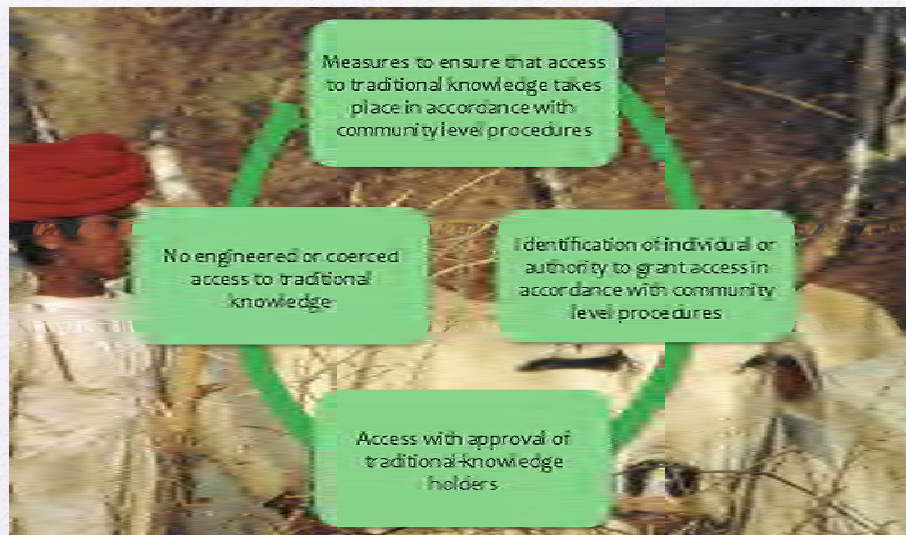 Measures to ensure that access
to traditional knowledge takes
place in accordance with
community level procedures
No engineered or coerced
access to traditional
knowledge
Identification of individual or
authority to grant access in
accordance with community
level procedures
Access with approval of
traditional-knowledge
holders